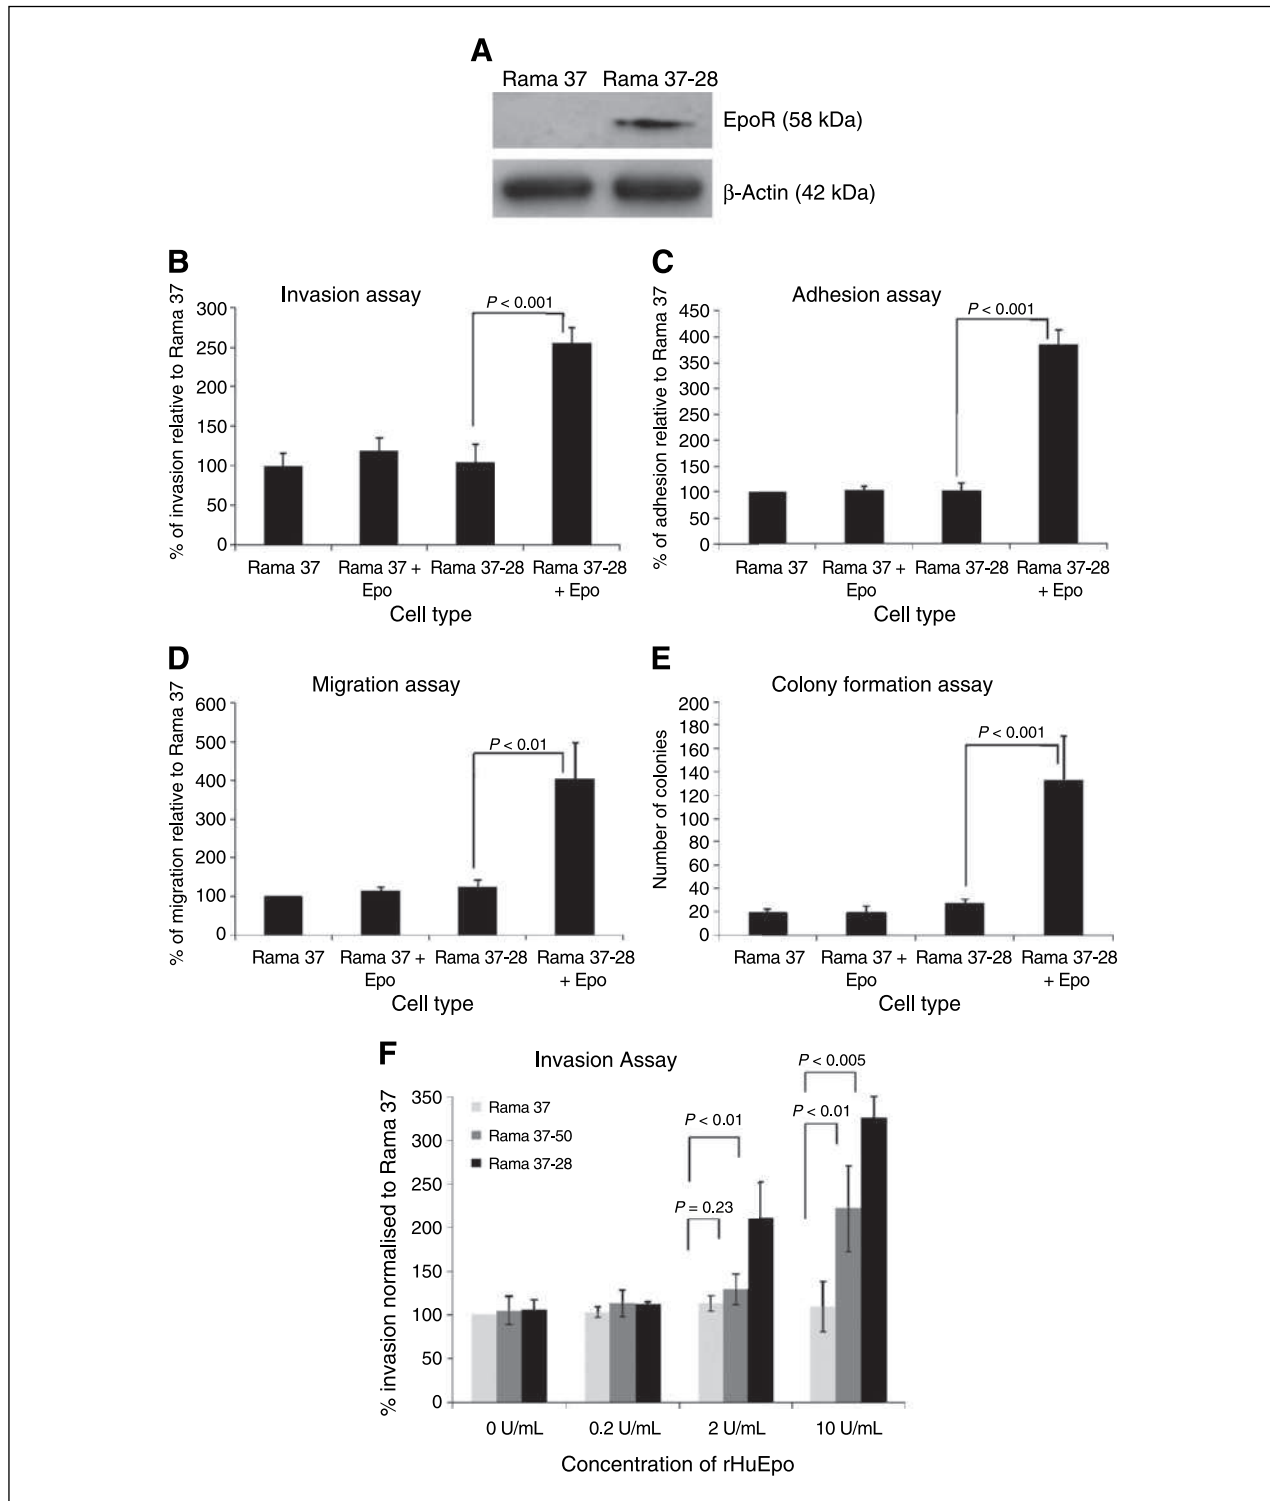 A
Rama 37 Rama 37-28
EpoR (58 kDa)
β-Actin (42 kDa)
B
Invasion assay
% of invasion relative to Rama 37
300
250
200
150
100
50
0
P < 0.001
Rama 37
Rama 37 +
Epo
Rama 37-28
Rama 37-28
+ Epo
Cell type
C
Adhesion assay
% of adhesion relative to Rama 37
450
400
350
300
250
200
150
100
50
0
P < 0.001
Rama 37
Rama 37 +
Epo
Rama 37-28
Rama 37-28
+ Epo
Cell type
D
Migration assay
% of migration relative to Rama 37
600
500
400
300
200
100
0
P < 0.01
Rama 37
Rama 37 +
Epo
Rama 37-28
Rama 37-28
+ Epo
Cell type
E
Colony formation assay
Number of colonies
200
180
160
140
120
100
80
60
40
20
0
P < 0.001
Rama 37
Rama 37 +
Epo
Rama 37-28
Rama 37-28
+ Epo
Cell type
F
Invasion Assay
% invasion normalised to Rama 37
350
300
250
200
150
100
50
0
Rama 37
Rama 37-50
Rama 37-28
P < 0.01
P = 0.23
P < 0.005
P < 0.01
0 U/mL
0.2 U/mL
2 U/mL
10 U/mL
Concentration of rHuEpo